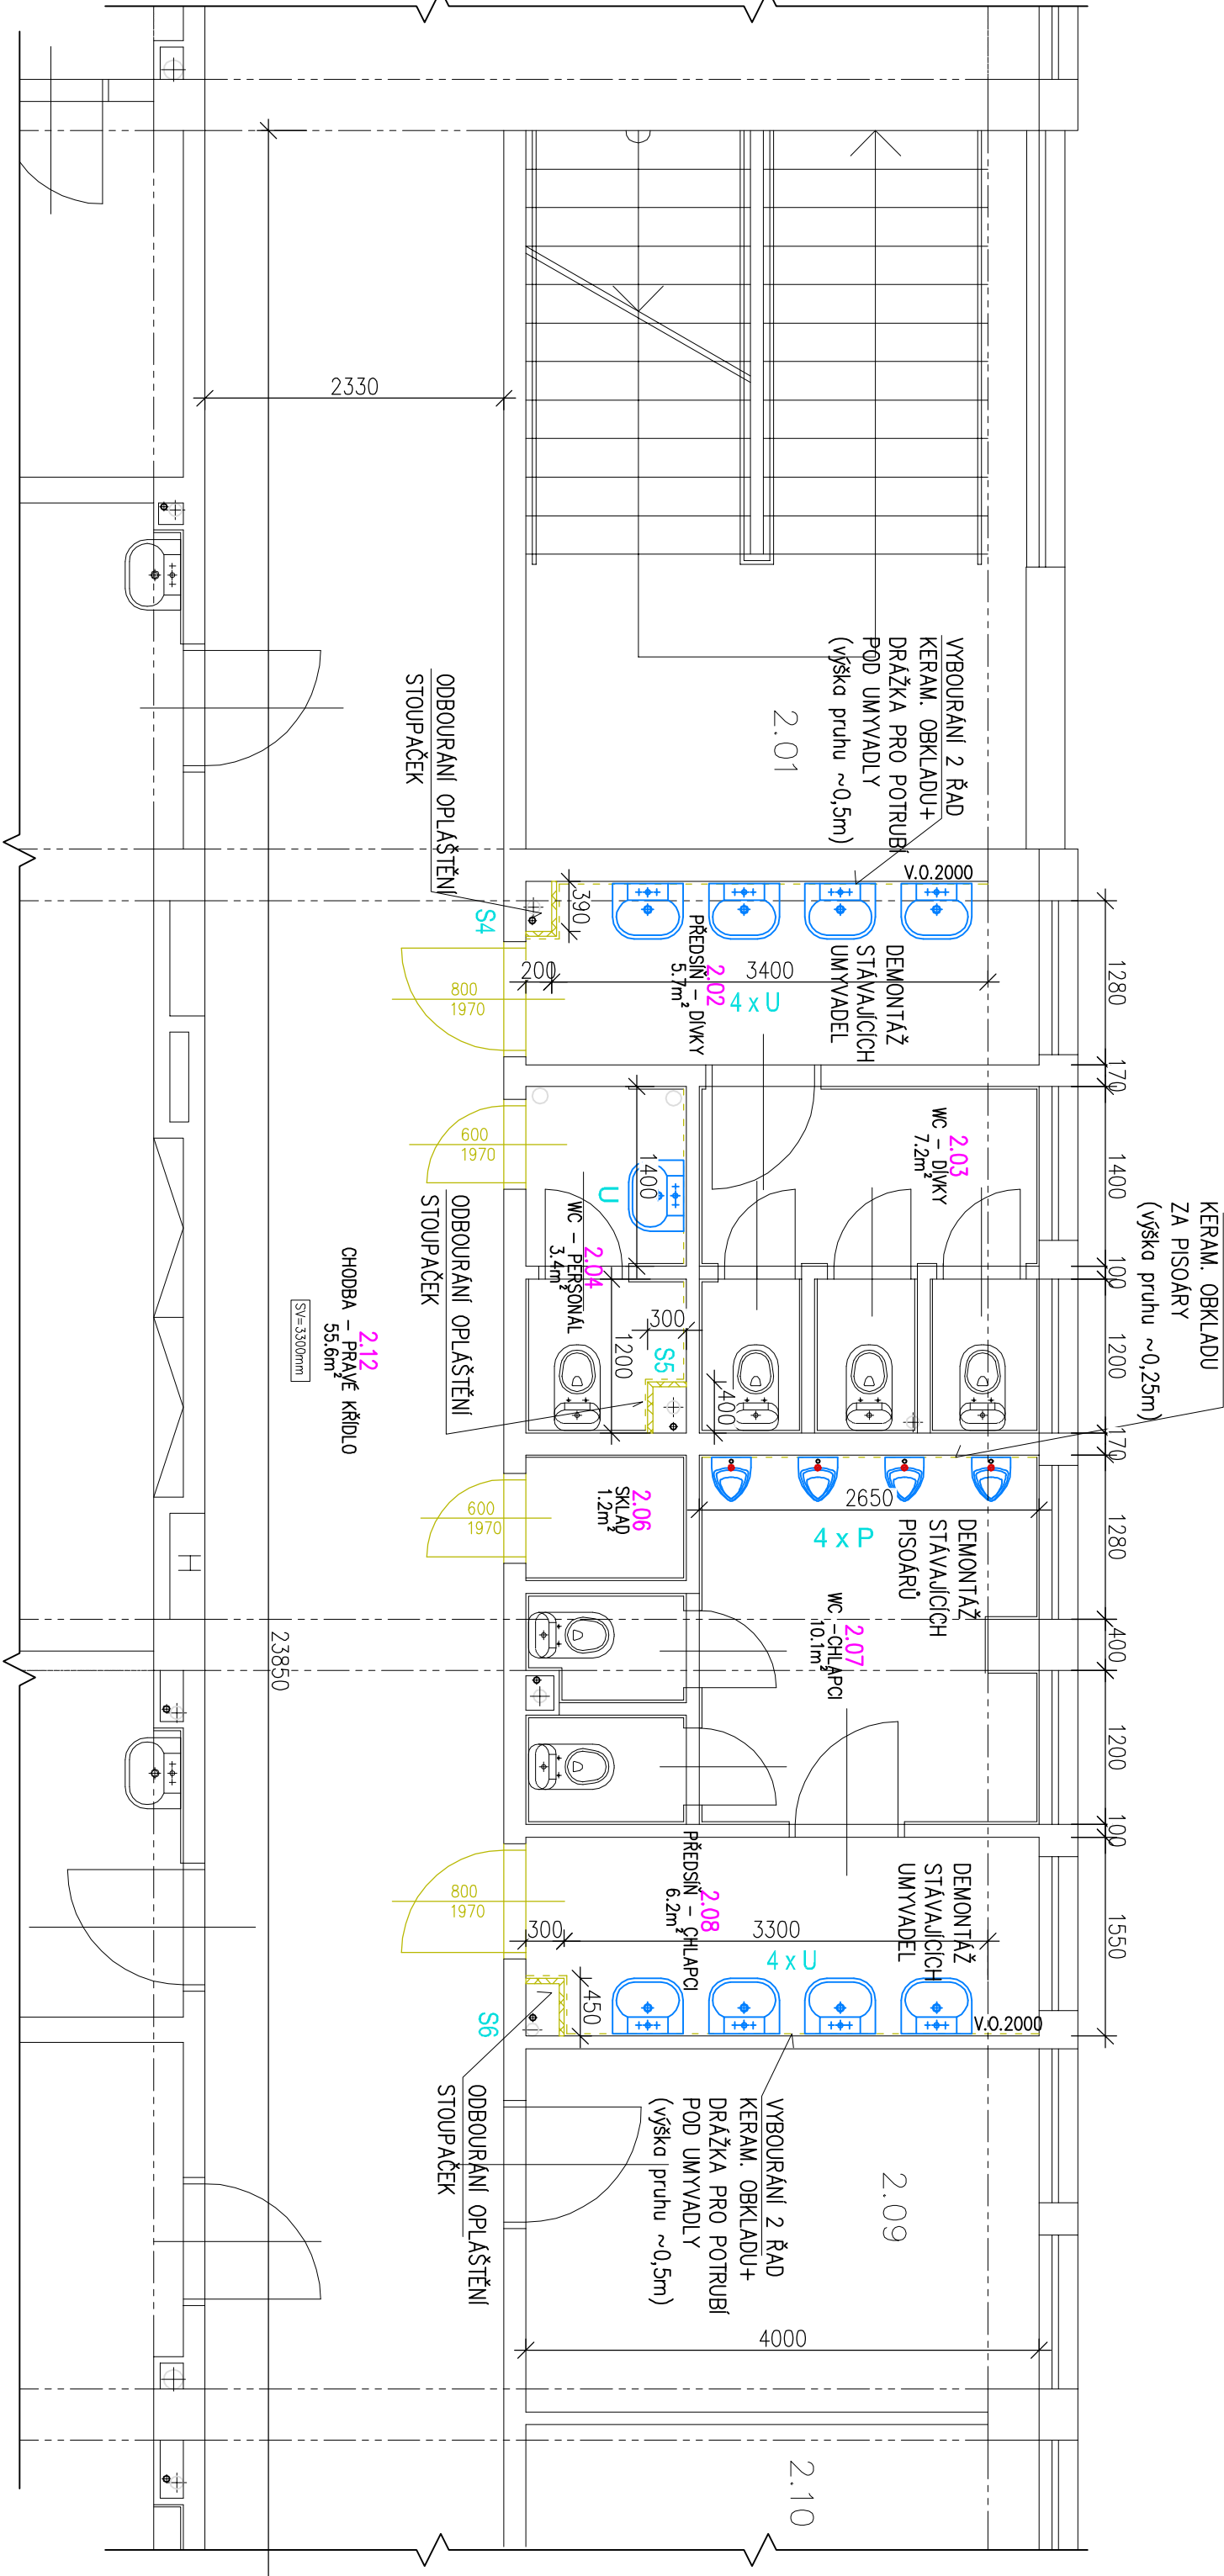 2330
2.01
VYBOURÁNÍ 2 ŘAD
KERAM. OBKLADU+
DRÁŽKA PRO POTRUBÍ
POD UMYVADLY
(výška pruhu ~0,5m)
ODBOURÁNÍ OPLÁŠTĚNÍ
STOUPAČEK
V.O.2000
390
S4
200
3400
DEMONTÁŽ
STÁVAJÍCÍCH
UMYVADEL
2.02
PŘEDSÍŇ - DÍVKY
5.7m²
4 x U
800
1970
1280
170
1400
100
1200
170
1280
400
1200
100
1550
KERAM. OBKLADU
ZA PISOÁRY
(výška pruhu ~0,25m)
2.03
WC - DÍVKY
7.2m²
600
1970
1400
U
2.04
WC - PERSONÁL
3.4m²
300
S5
1200
400
ODBOURÁNÍ OPLÁŠTĚNÍ
STOUPAČEK
2.12
CHODBA - PRAVÉ KŘÍDLO
55.6m²
SV=3300mm
2.06
SKLAD
1.2m²
600
1970
2650
4 x P
DEMONTÁŽ
STÁVAJÍCÍCH
PISOÁRŮ
H
2.07
WC -CHLAPCI
10.1m²
23850
2.08
PŘEDSÍŇ - CHLAPCI
6.2m²
800
1970
300
3300
4 x U
DEMONTÁŽ
STÁVAJÍCÍCH
UMYVADEL
450
S6
V.O.2000
ODBOURÁNÍ OPLÁŠTĚNÍ
STOUPAČEK
VYBOURÁNÍ 2 ŘAD
KERAM. OBKLADU+
DRÁŽKA PRO POTRUBÍ
POD UMYVADLY
(výška pruhu ~0,5m)
2.09
4000
2.10